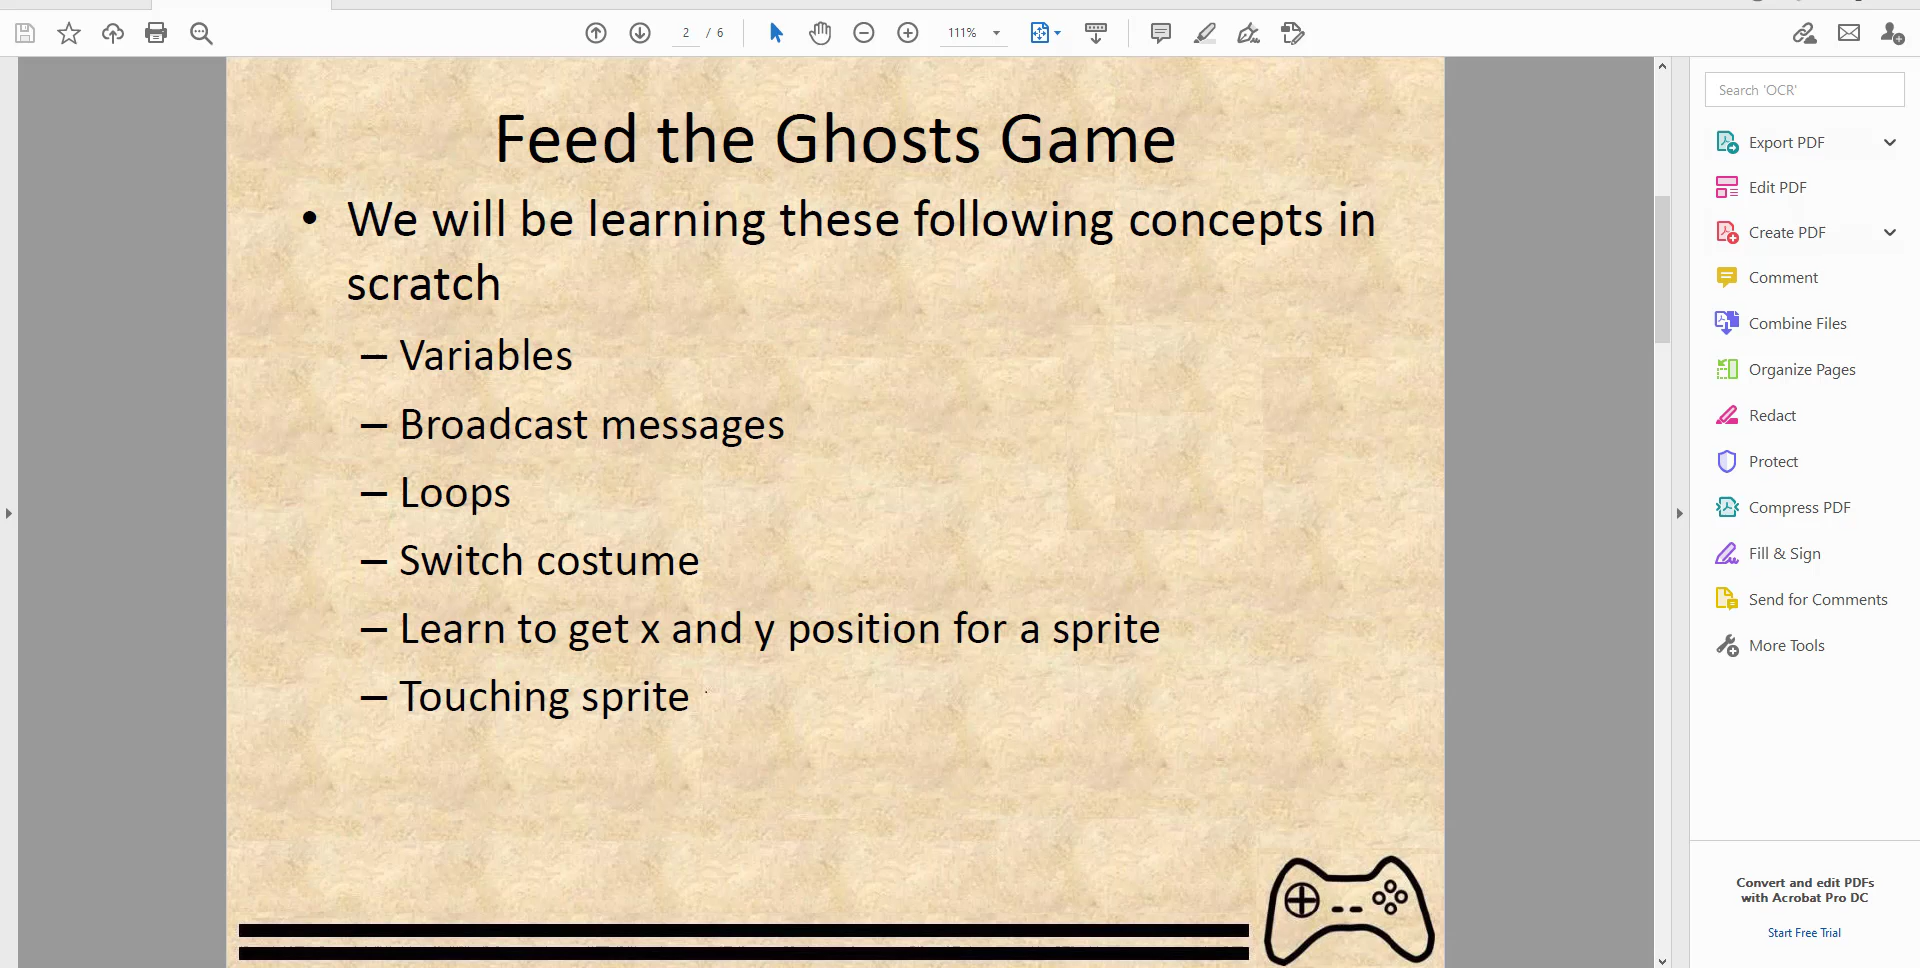 2 / 6
111%
Search 'OCR'
Feed the Ghosts Game
• We will be learning these following concepts in
scratch
– Variables
– Broadcast messages
– Loops
– Switch costume
– Learn to get x and y position for a sprite
– Touching sprite
Export PDF
Edit PDF
Create PDF
Comment
Combine Files
Organize Pages
Redact
Protect
Compress PDF
Fill & Sign
Send for Comments
More Tools
Convert and edit PDFs
with Acrobat Pro DC
Start Free Trial